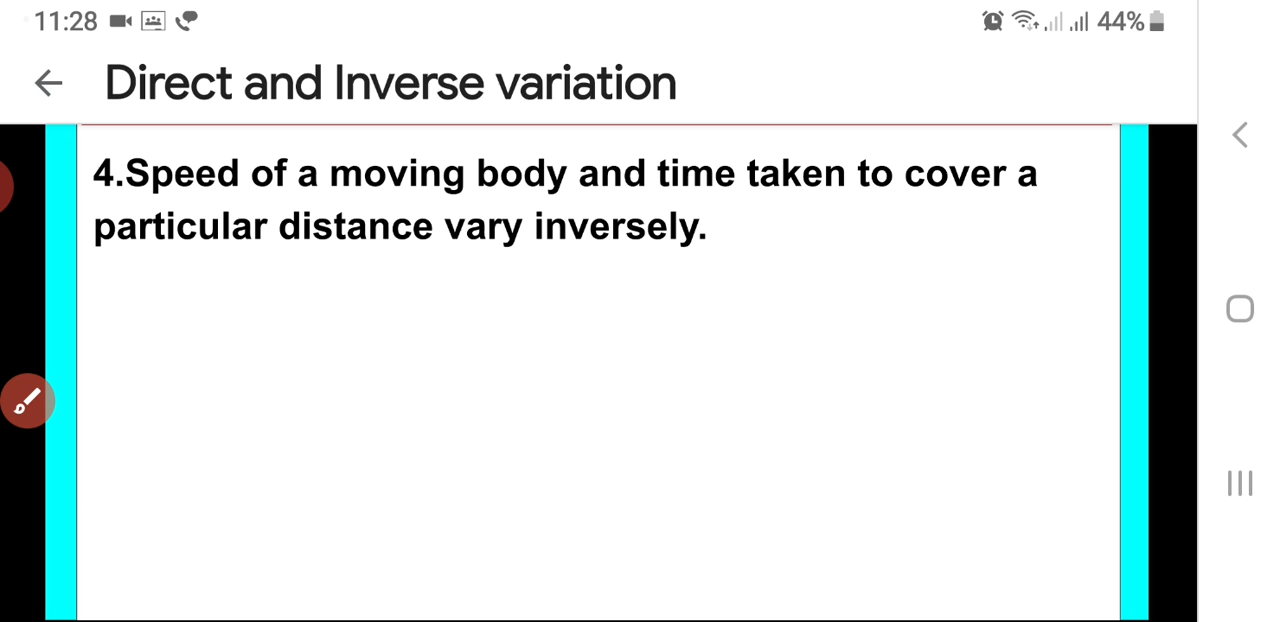 11:28 44%
Direct and Inverse variation
4.Speed of a moving body and time taken to cover a
particular distance vary inversely.